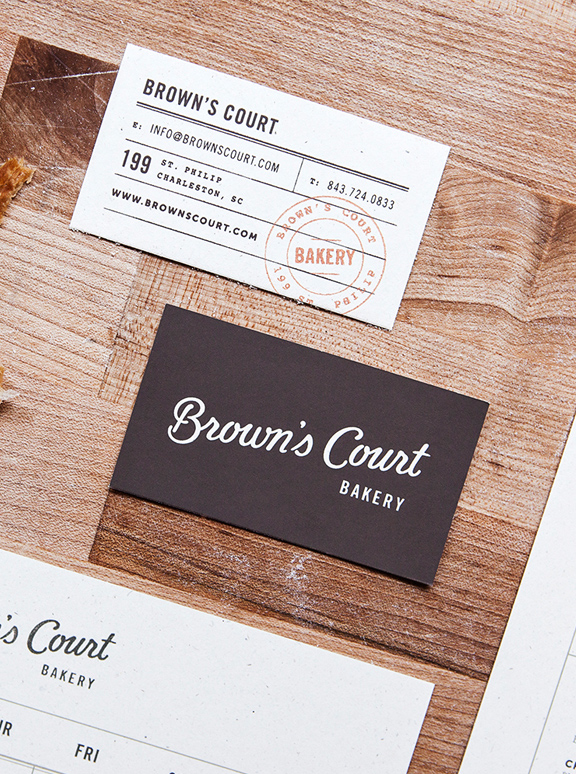 BROWN'S COURT
E: INFO@BROWNSCOURT.COM
T: 843.724.0833
199 ST. PHILIP
CHARLESTON, SC
WWW.BROWNSCOURT.COM
BROWN'S COURT
BAKERY
199 ST. PHILIP
Brown's Court
BAKERY
's Court
BAKERY
FRI